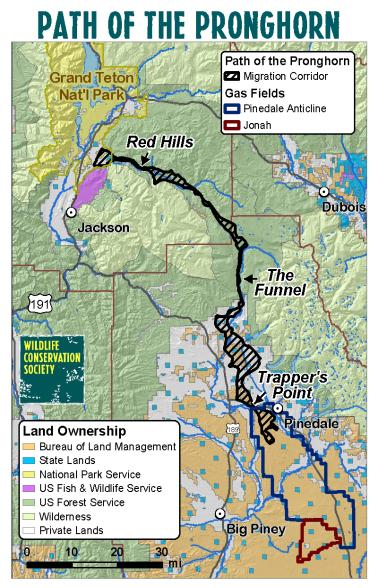 PATH OF THE PRONGHORN
Path of the Pronghorn
Migration Corridor
Gas Fields
Pinedale Anticline
Jonah
Grand Teton
Nat'l Park
Red Hills
Dubois
Jackson
The
Funnel
191
WILDLIFE
CONSERVATION
SOCIETY
Trapper's
Point
Pinedale
189
Land Ownership
Bureau of Land Management
State Lands
National Park Service
US Fish & Wildlife Service
US Forest Service
Wilderness
Private Lands
Big Piney
0 10 20 30
mi